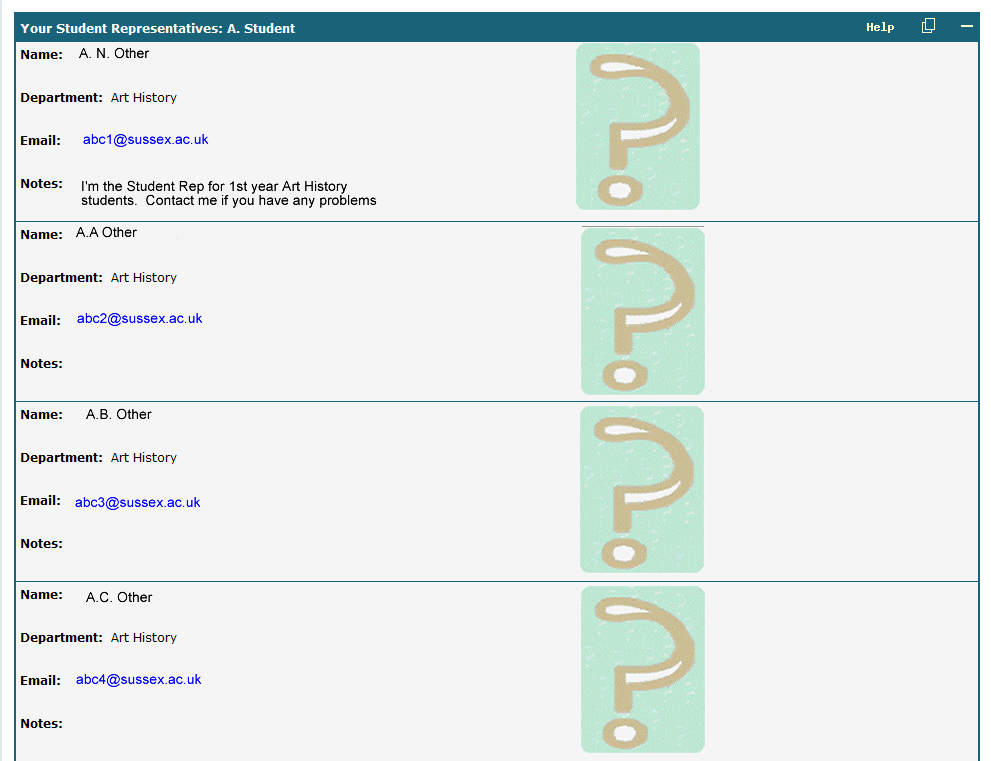 Your Student Representatives: A. Student Help
Name: A. N. Other
Department: Art History
Email: abc1@sussex.ac.uk
Notes: I'm the Student Rep for 1st year Art History
students. Contact me if you have any problems
Name: A.A Other
Department: Art History
Email: abc2@sussex.ac.uk
Notes:
Name: A.B. Other
Department: Art History
Email: abc3@sussex.ac.uk
Notes:
Name: A.C. Other
Department: Art History
Email: abc4@sussex.ac.uk
Notes: